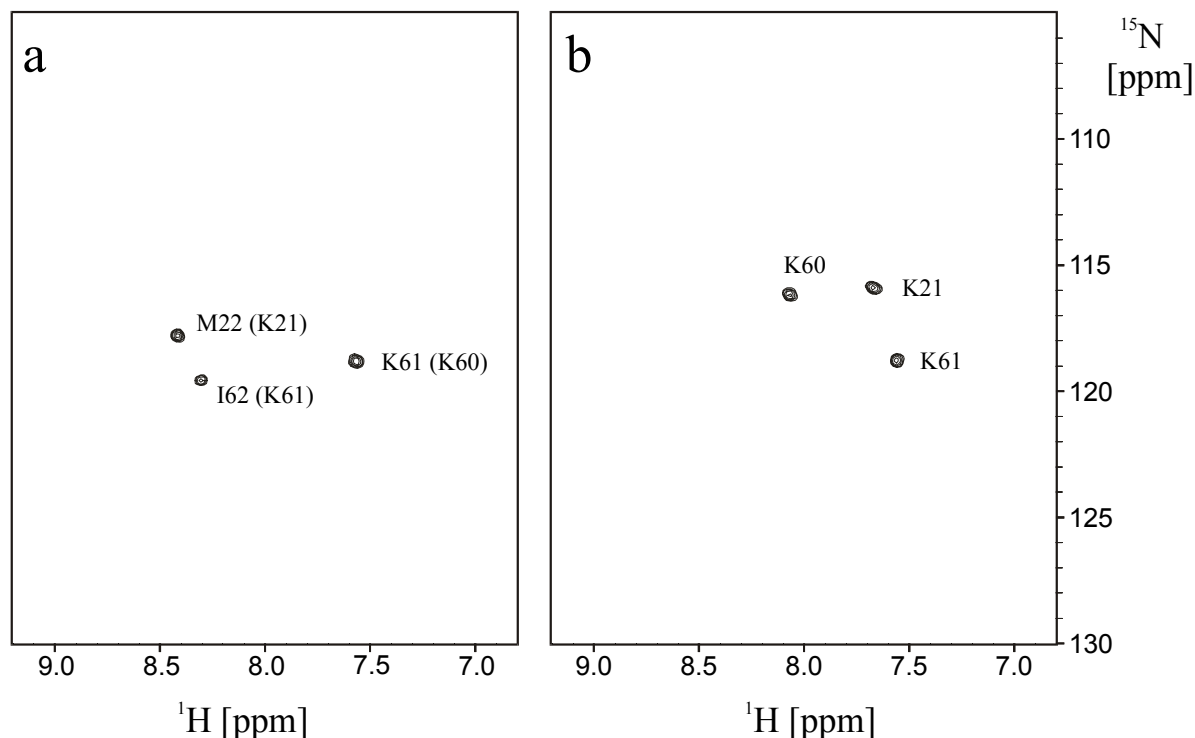 a
b
15N
[ppm]
110
115
120
125
130
M22 (K21)
K61 (K60)
I62 (K61)
K60
K21
K61
9.0 8.5 8.0 7.5 7.0
9.0 8.5 8.0 7.5 7.0
1H [ppm]
1H [ppm]